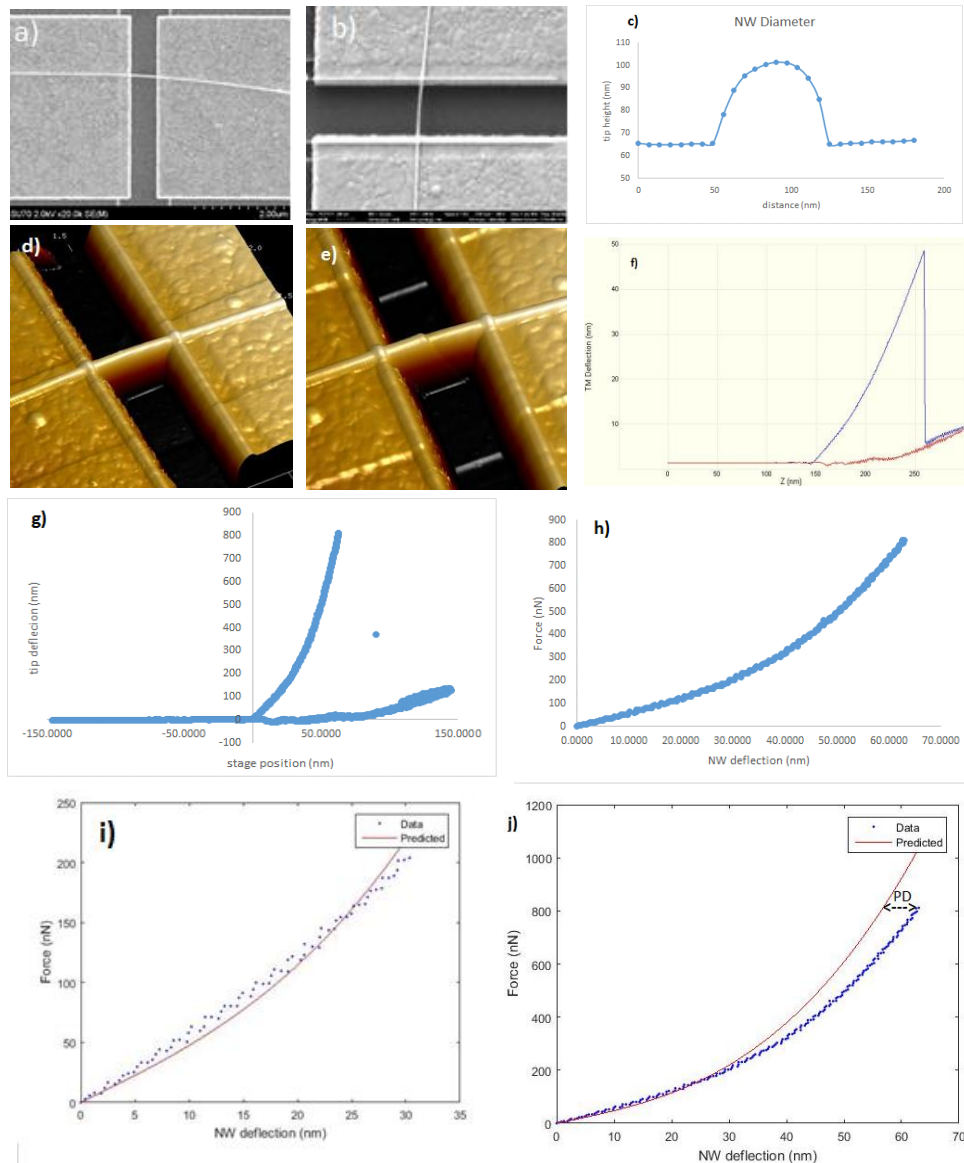 a)
SU70 2.0kV x20.0k SE(M)
2.00um
b)
c)
NW Diameter
tip height (nm)
110
100
90
80
70
60
50
0
50
100
150
200
distance (nm)
d)
1.5
2.0
e)
f)
TM Deflection (nm)
50
40
30
20
10
0
50
100
150
200
250
Z (nm)
g)
tip deflecion (nm)
900
800
700
600
500
400
300
200
100
0
-100
-150.0000
-50.0000
50.0000
150.0000
stage position (nm)
h)
Force (nN)
900
800
700
600
500
400
300
200
100
0
0.0000
10.0000
20.0000
30.0000
40.0000
50.0000
60.0000
70.0000
NW deflection (nm)
i)
Data
Predicted
Force (nN)
250
200
150
100
50
0
0
5
10
15
20
25
30
35
NW deflection (nm)
j)
Data
Predicted
PD
Force (nN)
1200
1000
800
600
400
200
0
0
10
20
30
40
50
60
70
NW deflection (nm)